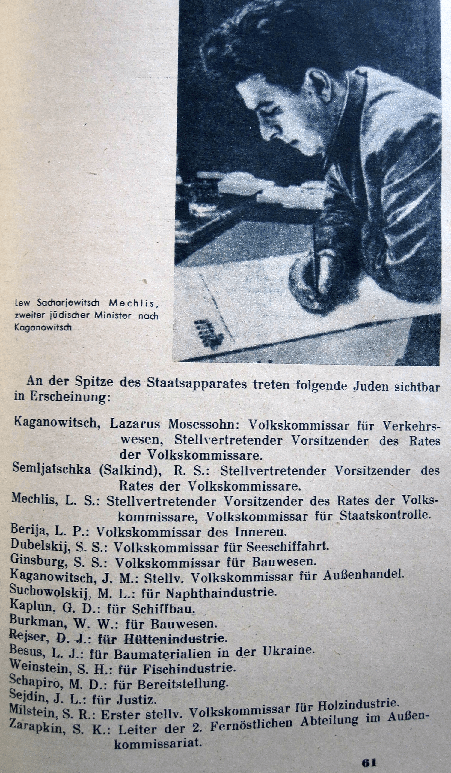 Lew Sacharjewitsch Mechlis,
zweiter jüdischer Minister nach
Kaganowitsch
An der Spitze des Staatsapparates treten folgende Juden sichtbar
in Erscheinung:
Kaganowitsch, Lazarus Mosessohn: Volkskommissar für Verkehrs-
wesen, Stellvertretender Vorsitzender des Rates
der Volkskommissare.
Semljatschka (Salkind), R. S.: Stellvertretender Vorsitzender des
Rates der Volkskommissare.
Mechlis, L. S.: Stellvertretender Vorsitzender des Rates der Volks-
kommissare, Volkskommissar für Staatskontrolle.
Berija, L. P.: Volkskommissar des Inneren.
Dubelskij, S. S.: Volkskommissar für Seeschiffahrt.
Ginsburg, S. S.: Volkskommissar für Bauwesen.
Kaganowitsch, J. M.: Stellv. Volkskommissar für Außenhandel.
Suchowolskij, M. L.: für Naphthaindustrie.
Kaplun, G. D.: für Schiffbau.
Burkman, W. W.: für Bauwesen.
Rejser, D. J.: für Hüttenindustrie.
Besus, L. J.: für Baumaterialien in der Ukraine.
Weinstein, S. H.: für Fischindustrie.
Schapiro, M. D.: für Bereitstellung.
Sejdin, J. L.: für Justiz.
Milstein, S. R.: Erster stellv. Volkskommissar für Holzindustrie.
Zarapkin, S. K.: Leiter der 2. Fernöstlichen Abteilung im Außen-
kommissariat.
61